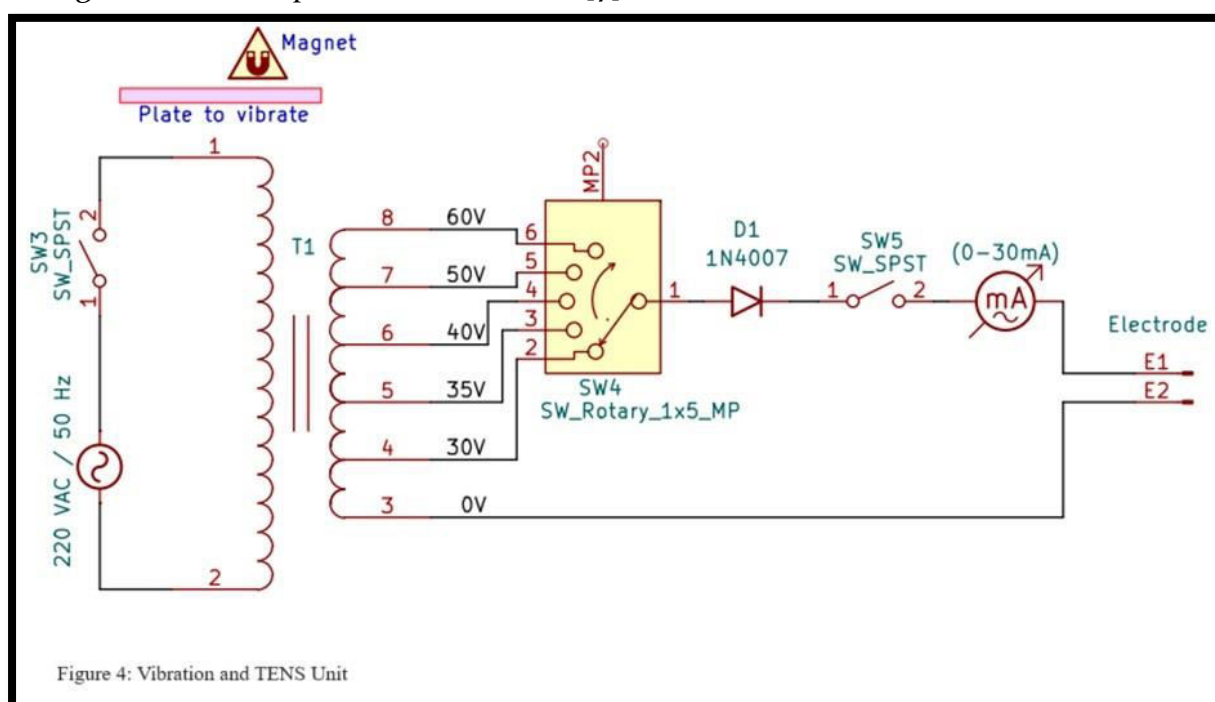 Magnet
Plate to vibrate
1
2
SW3
SW_SPST
1
220 VAC / 50 Hz
2
T1
8
60V
7
50V
6
40V
5
35V
4
30V
3
0V
MP2
6
5
4
3
2
1
SW4
SW_Rotary_1x5_MP
D1
1N4007
SW5
SW_SPST
1
2
(0-30mA)
mA
Electrode
E1
E2
Figure 4: Vibration and TENS Unit